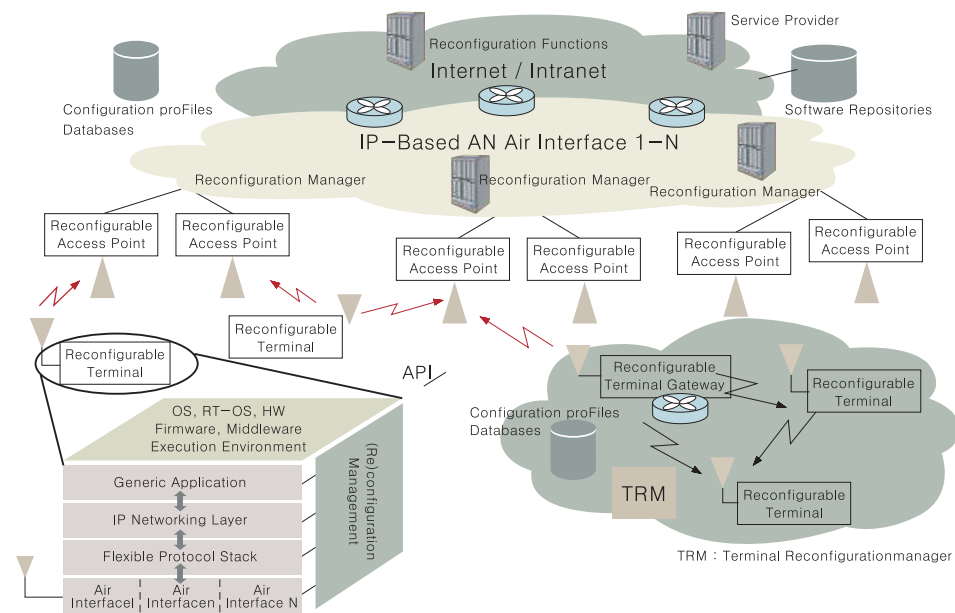 Service Provider
Reconfiguration Functions
Internet / Intranet
Configuration proFiles
Databases
Software Repositories
IP-Based AN Air Interface 1-N
Reconfiguration Manager
Reconfiguration Manager
Reconfiguration Manager
Reconfigurable
Access Point
Reconfigurable
Access Point
Reconfigurable
Access Point
Reconfigurable
Access Point
Reconfigurable
Access Point
Reconfigurable
Access Point
Reconfigurable
Terminal
Reconfigurable
Terminal
API
Reconfigurable
Terminal Gateway
Reconfigurable
Terminal
Configuration proFiles
Databases
TRM
Reconfigurable
Terminal
TRM : Terminal Reconfigurationmanager
OS, RT-OS, HW
Firmware, Middleware
Execution Environment
(Re)configuration
Management
Generic Application
IP Networking Layer
Flexible Protocol Stack
Air
Interfacel
Air
Interfacen
Air
Interface N